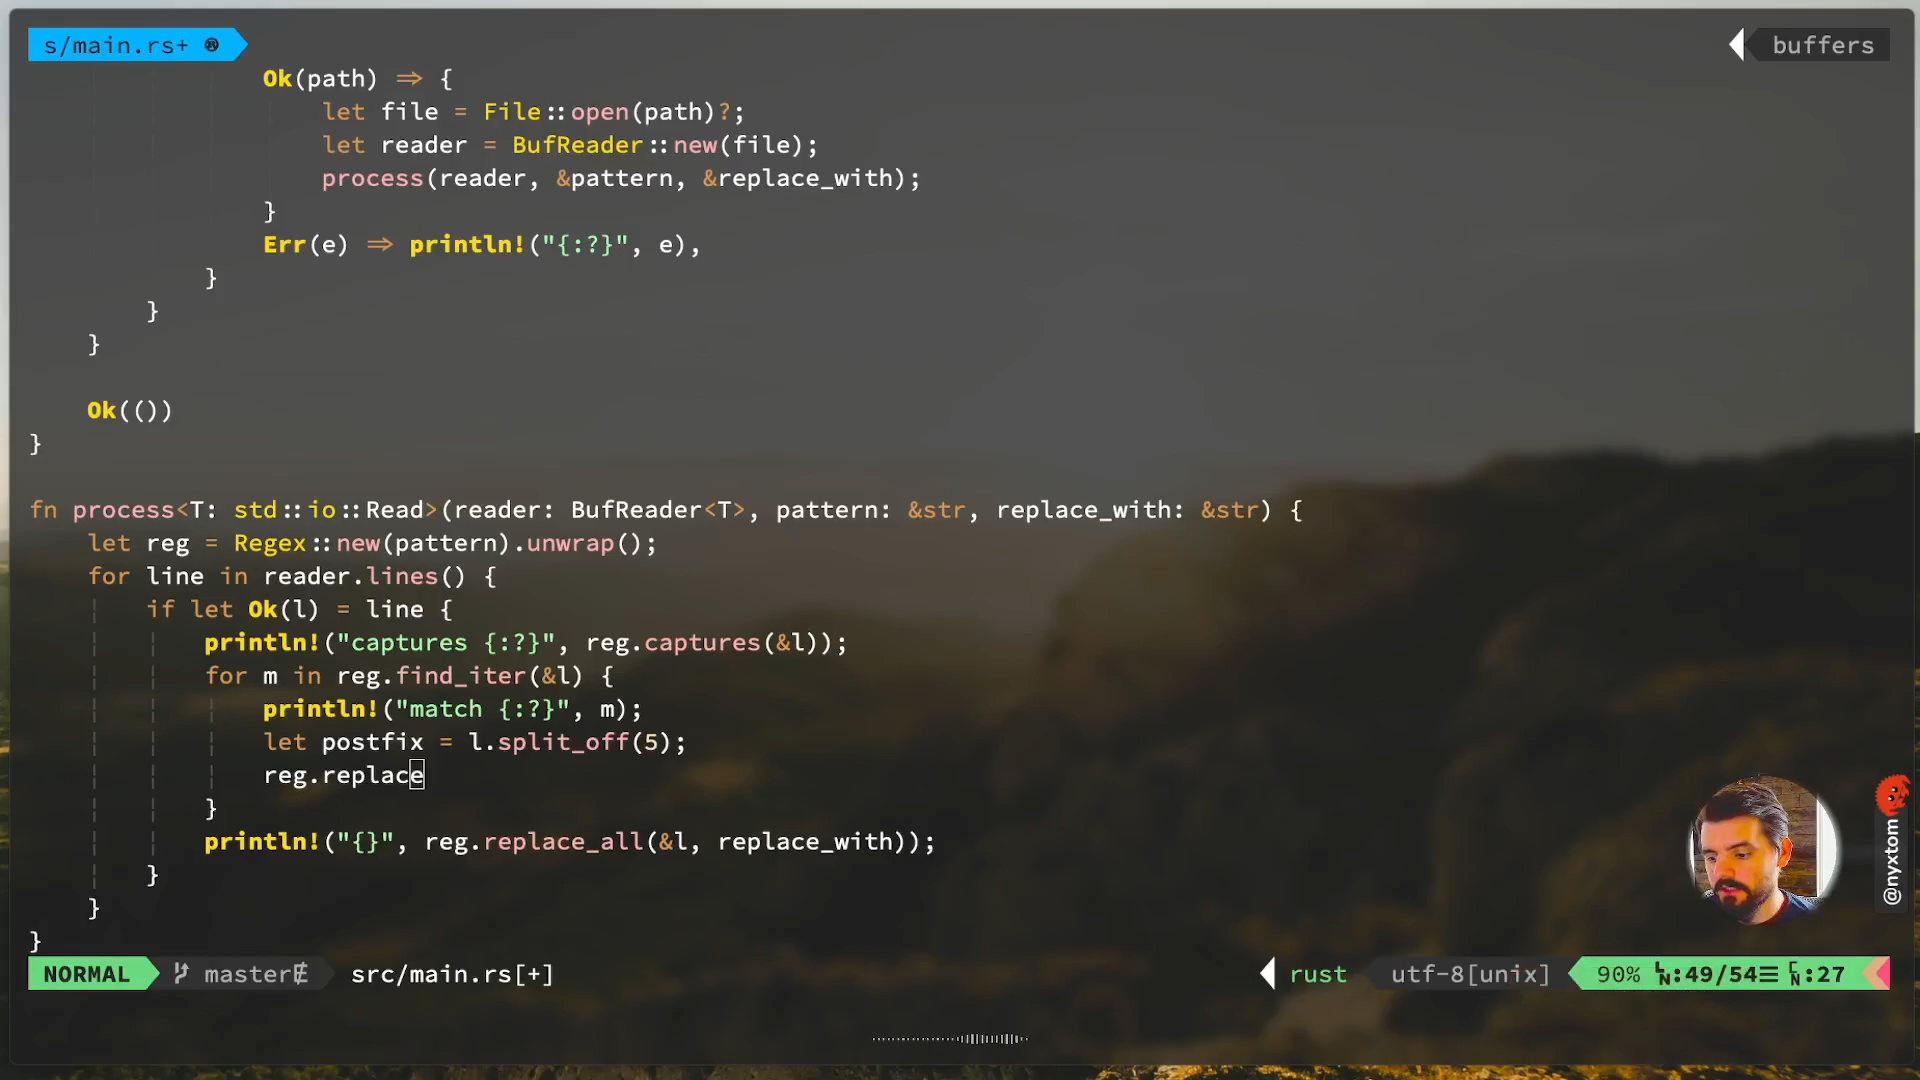 s/main.rs+
buffers
Ok(path) => {
let file = File::open(path)?;
let reader = BufReader::new(file);
process(reader, &pattern, &replace_with);
}
Err(e) => println!("{:?}", e),
}
}
}
Ok(())
}
fn process<T: std::io::Read>(reader: BufReader<T>, pattern: &str, replace_with: &str) {
let reg = Regex::new(pattern).unwrap();
for line in reader.lines() {
if let Ok(l) = line {
println!("captures {:?}", reg.captures(&l));
for m in reg.find_iter(&l) {
println!("match {:?}", m);
let postfix = l.split_off(5);
reg.replace
}
println!("{}", reg.replace_all(&l, replace_with));
}
}
}
@nyxtom
NORMAL master src/main.rs[+] rust utf-8[unix] 90% LN:49/54≡ CN:27